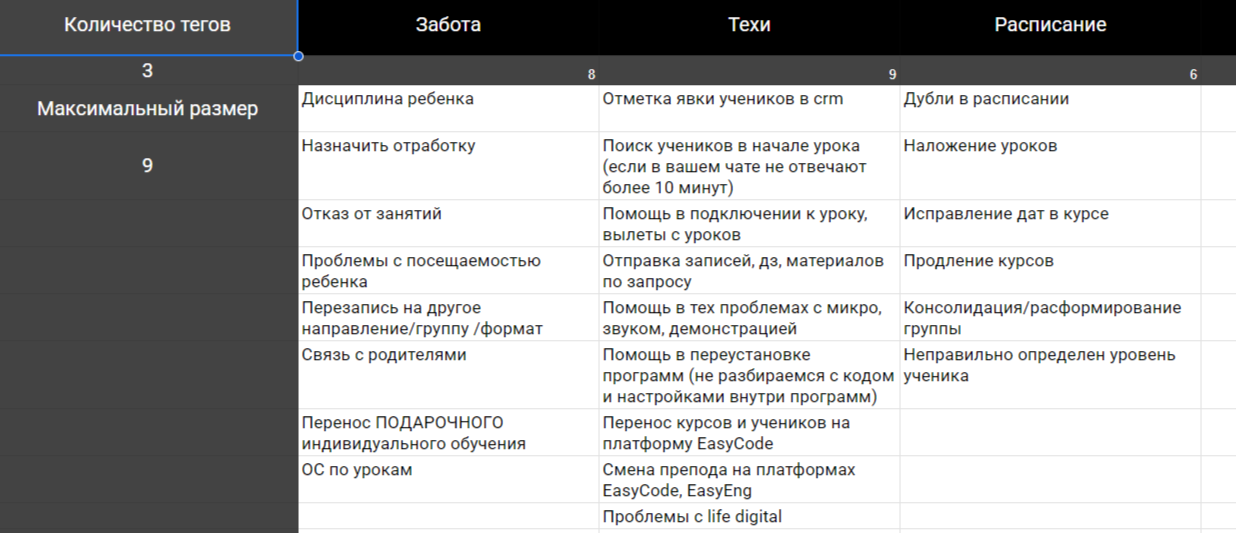 Количество тегов
Забота
Техи
Расписание
3
8
9
6
Максимальный размер
Дисциплина ребенка
Отметка явки учеников в crm
Дубли в расписании
9
Назначить отработку
Поиск учеников в начале урока
(если в вашем чате не отвечают
более 10 минут)
Наложение уроков
Отказ от занятий
Помощь в подключении к уроку,
вылеты с уроков
Исправление дат в курсе
Проблемы с посещаемостью
ребенка
Отправка записей, дз, материалов
по запросу
Продление курсов
Перезапись на другое
направление/группу /формат
Помощь в тех проблемах с микро,
звуком, демонстрацией
Консолидация/расформирование
группы
Связь с родителями
Помощь в переустановке
программ (не разбираемся с кодом
и настройками внутри программ)
Неправильно определен уровень
ученика
Перенос ПОДАРОЧНОГО
индивидуального обучения
Перенос курсов и учеников на
платформу EasyCode
ОС по урокам
Смена препода на платформах
EasyCode, EasyEng
Проблемы с life digital